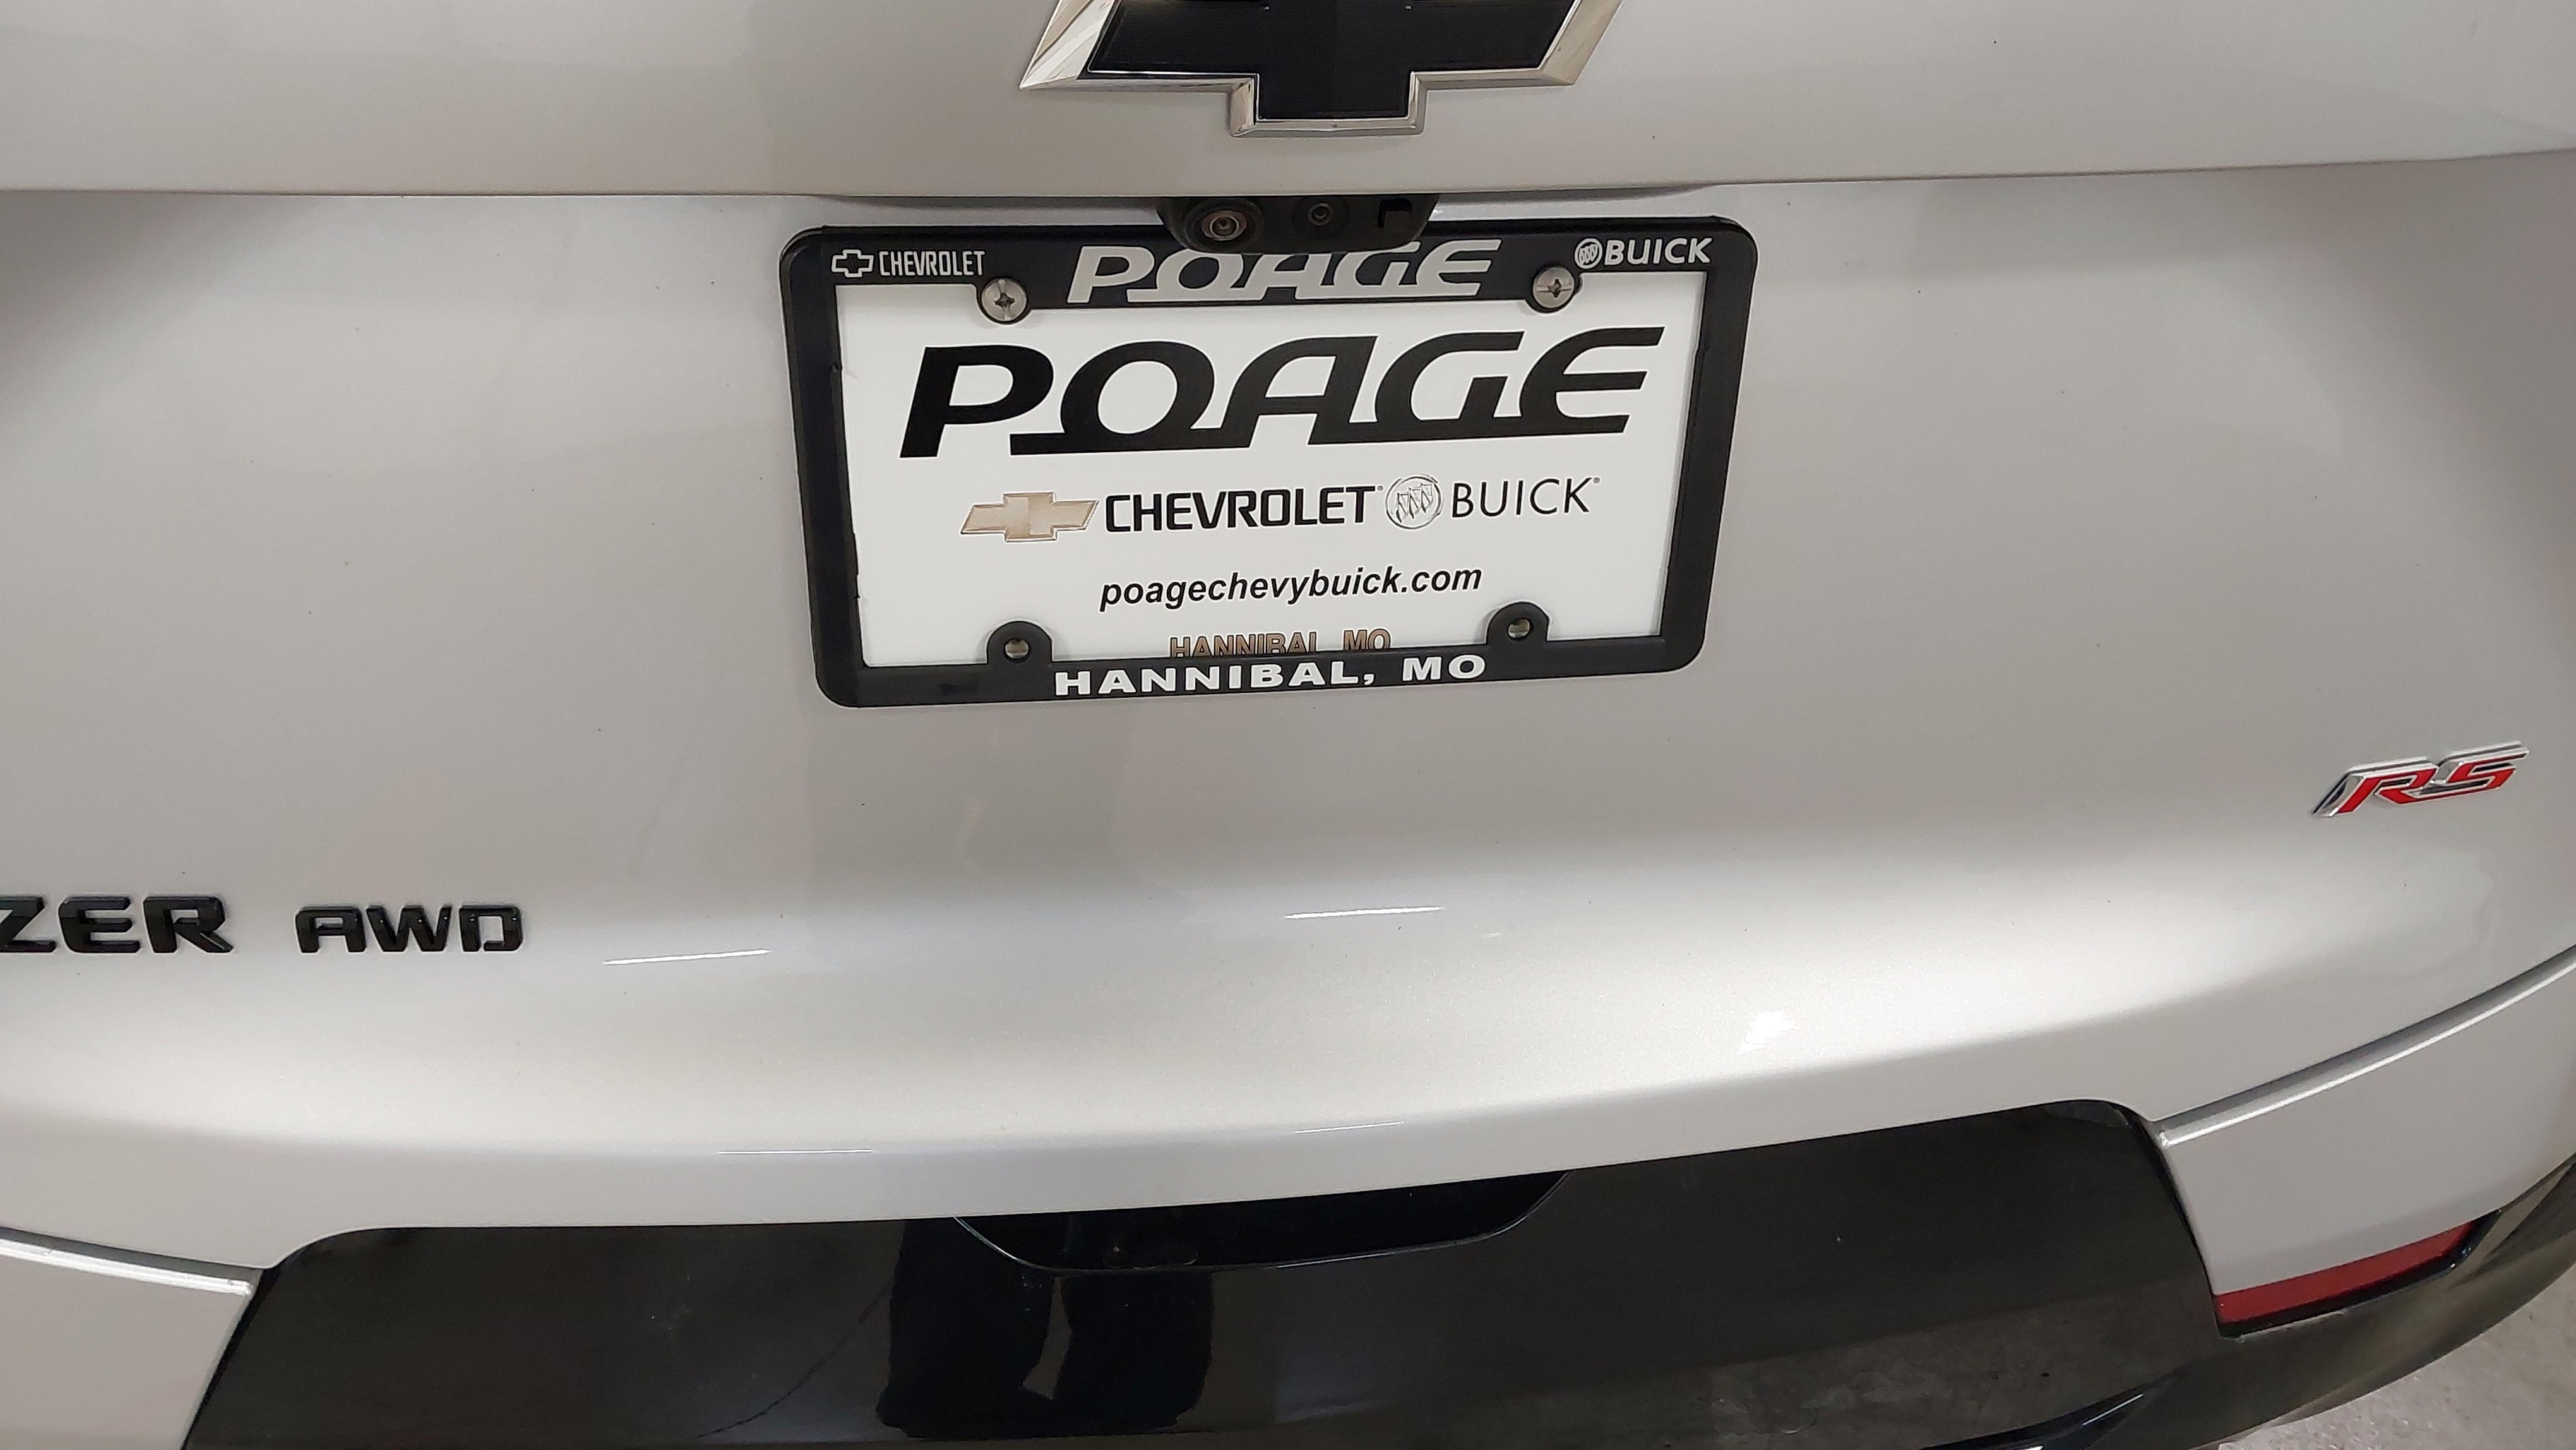 CHEVROLET POAGE BUICK
POAGE
CHEVROLET® BUICK®
poagechevybuick.com
HANNIBAL, MO
HANNIBAL, MO
RS
ZER AWD